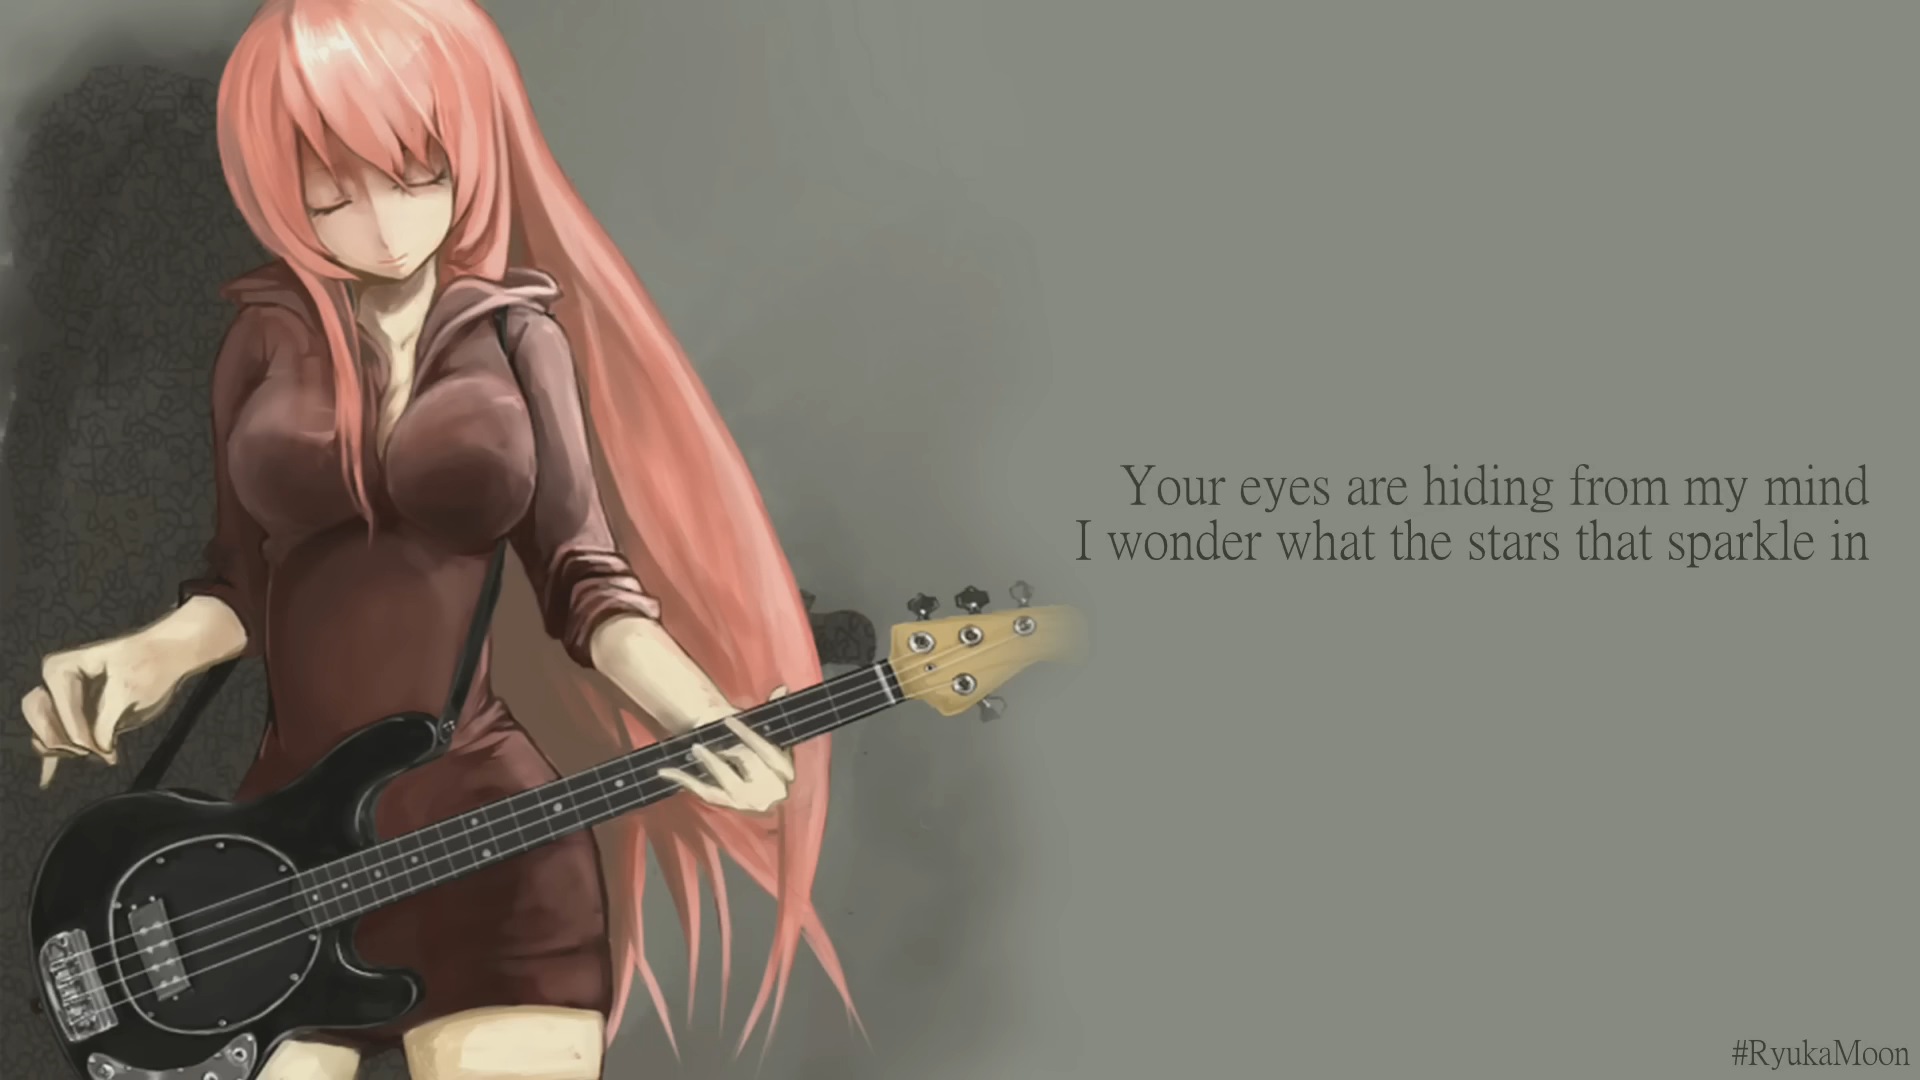 Your eyes are hiding from my mind
I wonder what the stars that sparkle in
#RyukaMoon